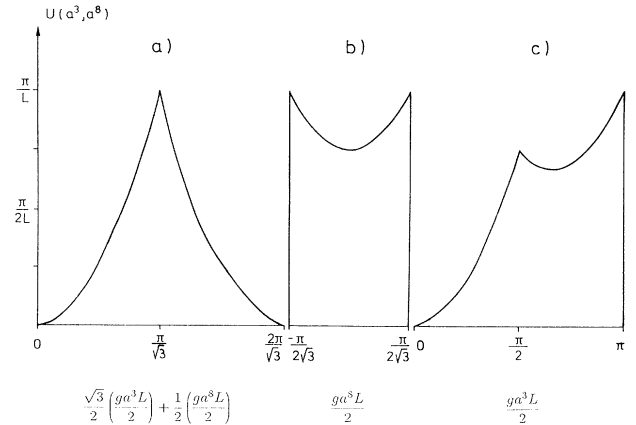 U(a³,a⁸)
a) b) c)
π/L
π/2L
0 π/√3 2π/√3 -π/2√3 π/2√3 0 π/2 π
√3/2 (ga³L/2) + 1/2 (ga⁸L/2) ga⁸L/2 ga³L/2